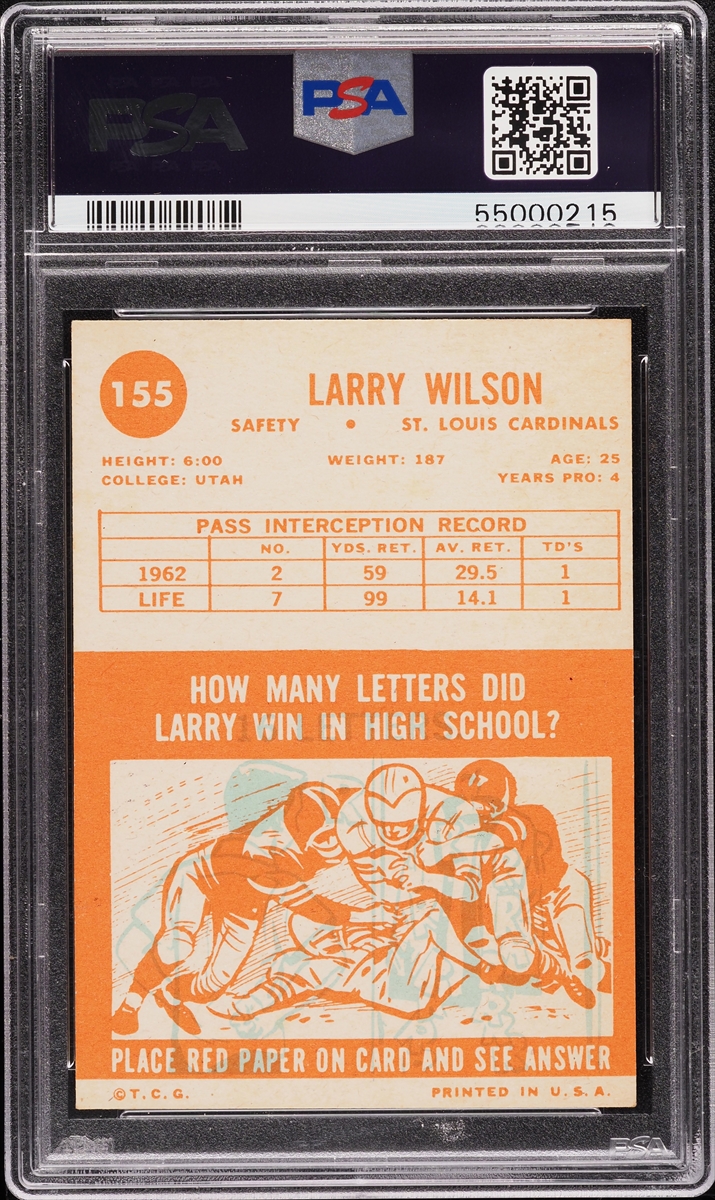 PSA
PSA
55000215
155
LARRY WILSON
SAFETY • ST. LOUIS CARDINALS
HEIGHT: 6:00 WEIGHT: 187 AGE: 25
COLLEGE: UTAH YEARS PRO: 4
PASS INTERCEPTION RECORD
NO. YDS. RET. AV. RET. TD'S
1962 2 59 29.5 1
LIFE 7 99 14.1 1
HOW MANY LETTERS DID
LARRY WIN IN HIGH SCHOOL?
PLACE RED PAPER ON CARD AND SEE ANSWER
©T.C.G. PRINTED IN U.S.A.
PSA